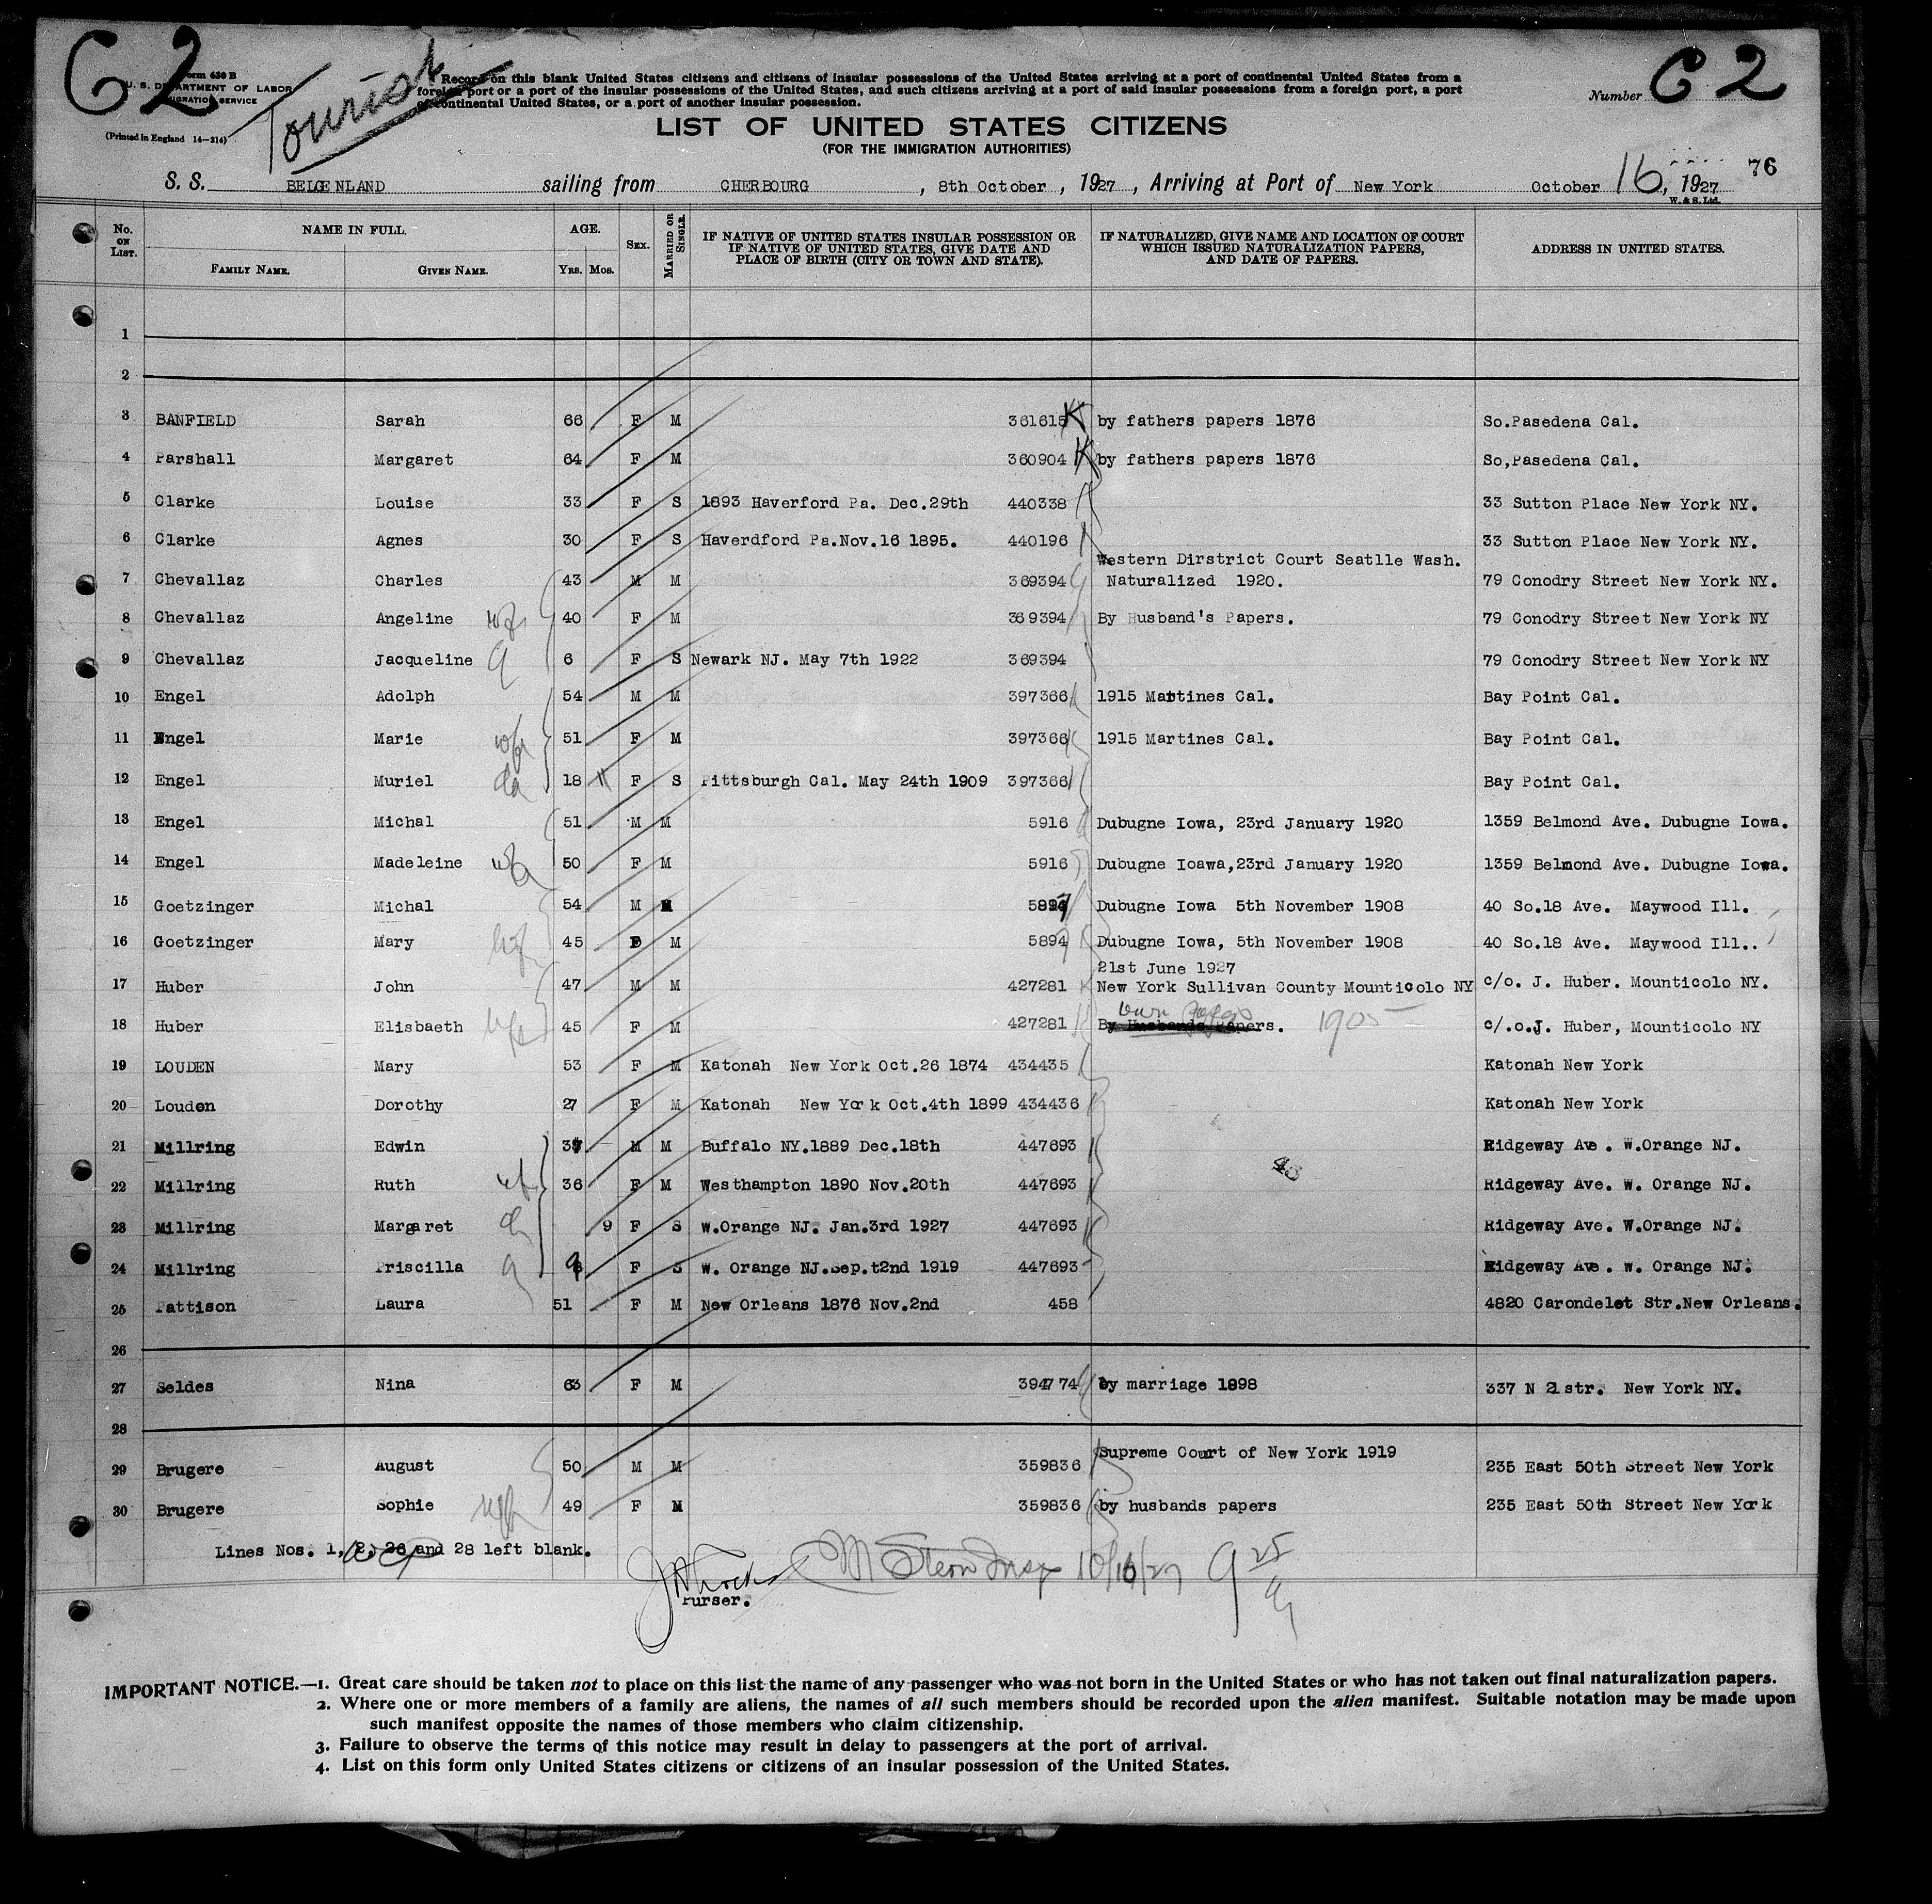 C2
Form 630 B
U. S. DEPARTMENT OF LABOR
IMMIGRATION SERVICE
(Printed in England 14—314)
Tourist
Record on this blank United States citizens and citizens of insular possessions of the United States arriving at a port of continental United States from a
foreign port or a port of the insular possessions of the United States, and such citizens arriving at a port of said insular possessions from a foreign port, a port
of continental United States, or a port of another insular possession.
Number C 2
LIST OF UNITED STATES CITIZENS
(FOR THE IMMIGRATION AUTHORITIES)
S. S. BELGENLAND sailing from CHERBOURG, 8th October, 1927, Arriving at Port of New York October 16, 1927 76
W. & S. Ltd.
No. ON LIST. NAME IN FULL. AGE. SEX. MARRIED OR SINGLE. IF NATIVE OF UNITED STATES INSULAR POSSESSION OR IF NATIVE OF UNITED STATES, GIVE DATE AND PLACE OF BIRTH (CITY OR TOWN AND STATE). IF NATURALIZED, GIVE NAME AND LOCATION OF COURT WHICH ISSUED NATURALIZATION PAPERS, AND DATE OF PAPERS. ADDRESS IN UNITED STATES.
FAMILY NAME. GIVEN NAME. YRS. MOS.
1
2
3 BANFIELD Sarah 66 F M 361615 by fathers papers 1876 So.Pasedena Cal.
4 Parshall Margaret 64 F M 360904 by fathers papers 1876 So,Pasedena Cal.
5 Clarke Louise 33 F S 1893 Haverford Pa. Dec.29th 440338 33 Sutton Place New York NY.
6 Clarke Agnes 30 F S Haverdford Pa.Nov.16 1895. 440196 33 Sutton Place New York NY.
Western Dirstrict Court Seatlle Wash.
7 Chevallaz Charles 43 M M 369394 Naturalized 1920. 79 Conodry Street New York NY.
8 Chevallaz Angeline wf 40 F M 369394 By Husband's Papers. 79 Conodry Street New York NY
9 Chevallaz Jacqueline 6 F S Newark NJ. May 7th 1922 369394 79 Conodry Street New York NY
10 Engel Adolph 54 M M 397366 1915 Martines Cal. Bay Point Cal.
11 Engel Marie wf 51 F M 397366 1915 Martines Cal. Bay Point Cal.
12 Engel Muriel da 18 11 F S Pittsburgh Cal. May 24th 1909 397366 Bay Point Cal.
13 Engel Michal 51 M M 5916 Dubugne Iowa, 23rd January 1920 1359 Belmond Ave. Dubugne Iowa.
14 Engel Madeleine wf 50 F M 5916 Dubugne Ioawa,23rd January 1920 1359 Belmond Ave. Dubugne Iowa.
15 Goetzinger Michal 54 M M 5894 Dubugne Iowa 5th November 1908 40 So.18 Ave. Maywood Ill.
16 Goetzinger Mary wf 45 F M 5894 Dubugne Iowa, 5th November 1908 40 So.18 Ave. Maywood Ill..
21st June 1927
17 Huber John 47 M M 427281 New York Sullivan County Mounticolo NY c/o. J. Huber. Mounticolo NY.
own papers
18 Huber Elisbaeth wf 45 F M 427281 By Husbands Papers. 1905 c/.o.J. Huber, Mounticolo NY
19 LOUDEN Mary 53 F M Katonah New York Oct.26 1874 434435 Katonah New York
20 Louden Dorothy 27 F M Katonah New York Oct.4th 1899 434436 Katonah New York
21 Millring Edwin 37 M M Buffalo NY.1889 Dec.18th 447693 Ridgeway Ave . W.Orange NJ.
22 Millring Ruth wf 36 F M Westhampton 1890 Nov.20th 447693 Ridgeway Ave. W. Orange NJ.
23 Millring Margaret 9 F S W.Orange NJ. Jan.3rd 1927 447693 Ridgeway Ave. W.Orange NJ.
24 Millring Priscilla F S W. Orange NJ.Sep.t2nd 1919 447693 Ridgeway Ave . W. Orange NJ.
25 Pattison Laura 51 F M New Orleans 1876 Nov.2nd 458 4820 Carondelet Str.New Orleans.
26
27 Seldes Nina 63 F M by marriage 1898 337 N 21str. New York NY.
28
Supreme Court of New York 1919
29 Brugere August 50 M M 359836 235 East 50th Street New York
30 Brugere Sophie 49 F M 359836 by husbands papers 235 East 50th Street New York
Lines Nos. 1, 2, 26 and 28 left blank.
M Stern Insp 10/16/27
Purser.
IMPORTANT NOTICE.—1. Great care should be taken not to place on this list the name of any passenger who was not born in the United States or who has not taken out final naturalization papers.
2. Where one or more members of a family are aliens, the names of all such members should be recorded upon the alien manifest. Suitable notation may be made upon
such manifest opposite the names of those members who claim citizenship.
3. Failure to observe the terms of this notice may result in delay to passengers at the port of arrival.
4. List on this form only United States citizens or citizens of an insular possession of the United States.